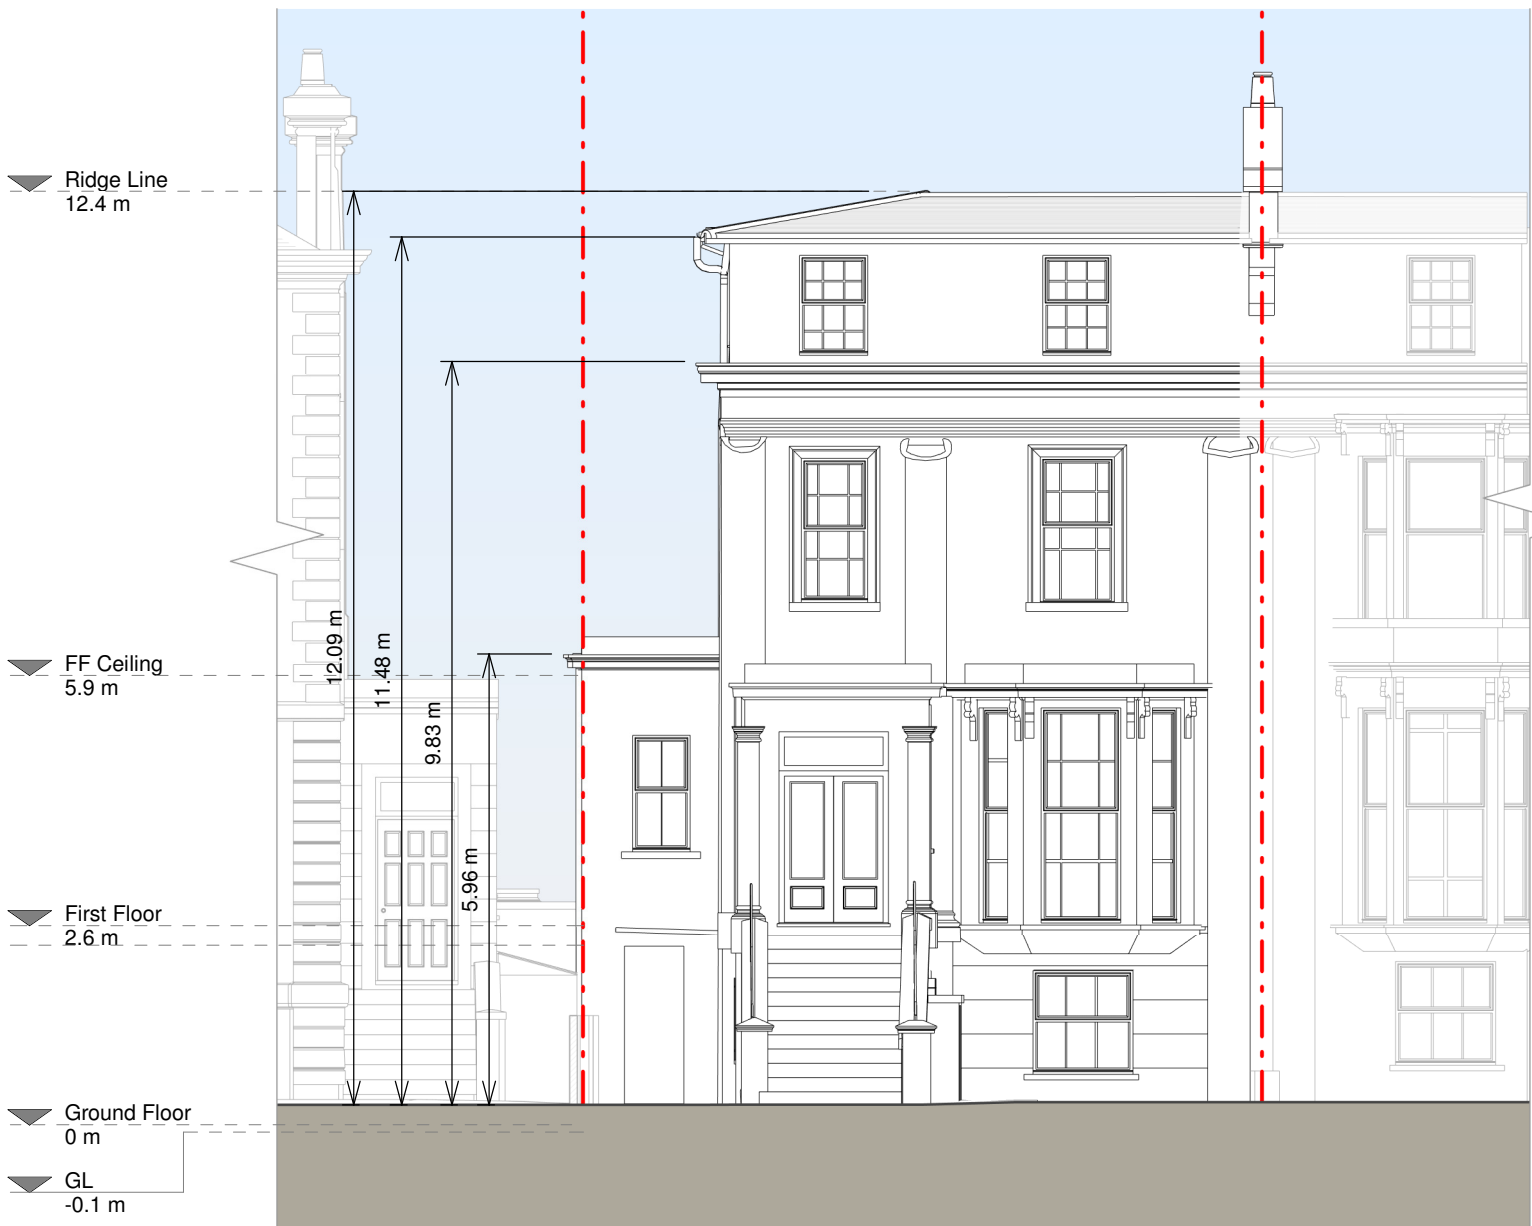 Ridge Line
12.4 m
12.09 m
11.48 m
FF Ceiling
5.9 m
9.83 m
5.96 m
First Floor
2.6 m
Ground Floor
0 m
GL
-0.1 m